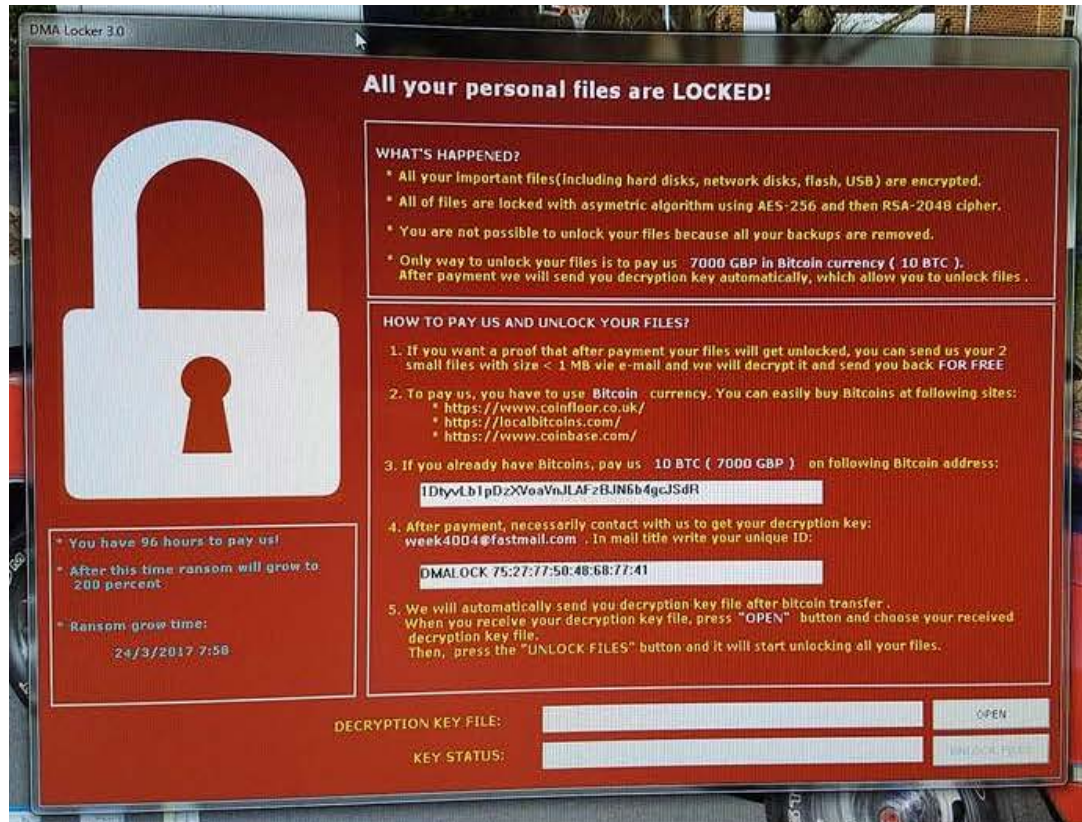 DMA Locker 3.0
All your personal files are LOCKED!
WHAT'S HAPPENED?
* All your important files(including hard disks, network disks, flash, USB) are encrypted.
* All of files are locked with asymetric algorithm using AES-256 and then RSA-2048 cipher.
* You are not possible to unlock your files because all your backups are removed.
* Only way to unlock your files is to pay us 7000 GBP in Bitcoin currency ( 10 BTC ).
After payment we will send you decryption key automatically, which allow you to unlock files .
HOW TO PAY US AND UNLOCK YOUR FILES?
1. If you want a proof that after payment your files will get unlocked, you can send us your 2
small files with size < 1 MB vie e-mail and we will decrypt it and send you back FOR FREE
2. To pay us, you have to use Bitcoin currency. You can easily buy Bitcoins at following sites:
* https://www.coinfloor.co.uk/
* https://localbitcoins.com/
* https://www.coinbase.com/
3. If you already have Bitcoins, pay us 10 BTC ( 7000 GBP ) on following Bitcoin address:
1DtyvLb1pDzXVoaVnJLAFzBJN6b4gcJSdR
4. After payment, necessarily contact with us to get your decryption key:
week4004@fastmail.com . In mail title write your unique ID:
DMALOCK 75:27:77:50:48:68:77:41
5. We will automatically send you decryption key file after bitcoin transfer .
When you receive your decryption key file, press "OPEN" button and choose your received
decryption key file.
Then, press the "UNLOCK FILES" button and it will start unlocking all your files.
* You have 96 hours to pay us!
* After this time ransom will grow to
200 percent
* Ransom grow time:
24/3/2017 7:58
DECRYPTION KEY FILE:
OPEN
KEY STATUS:
UNLOCK FILES